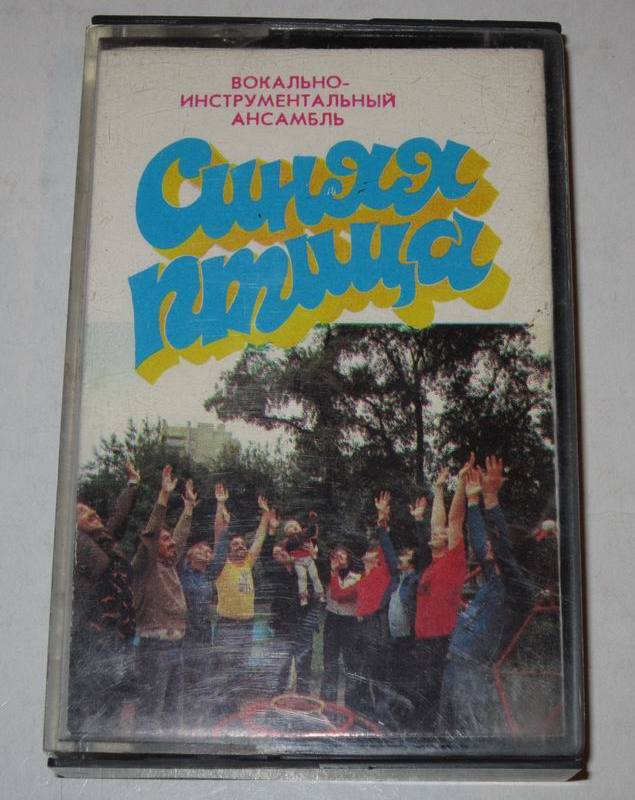 ВОКАЛЬНО-
ИНСТРУМЕНТАЛЬНЫЙ
АНСАМБЛЬ
Синяя
птица